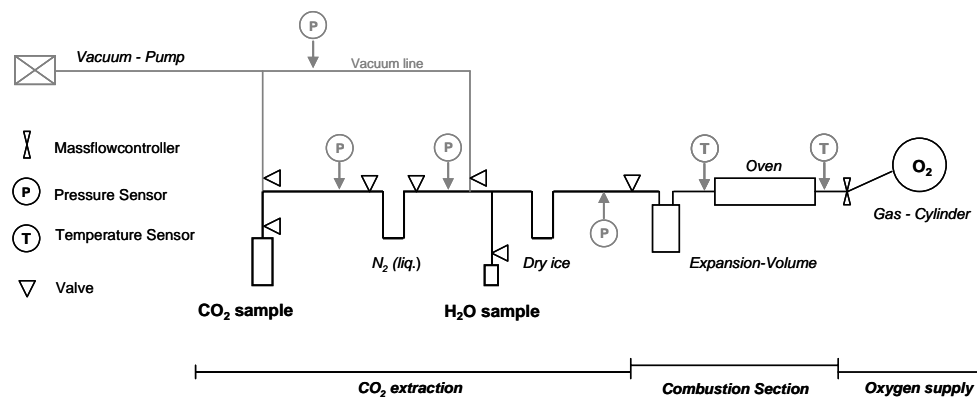 P
Vacuum - Pump
Vacuum line
Massflowcontroller
P
Pressure Sensor
T
Temperature Sensor
Valve
P
P
T
Oven
T
O₂
Gas - Cylinder
N₂ (liq.)
Dry ice
P
Expansion-Volume
CO₂ sample
H₂O sample
CO₂ extraction
Combustion Section
Oxygen supply